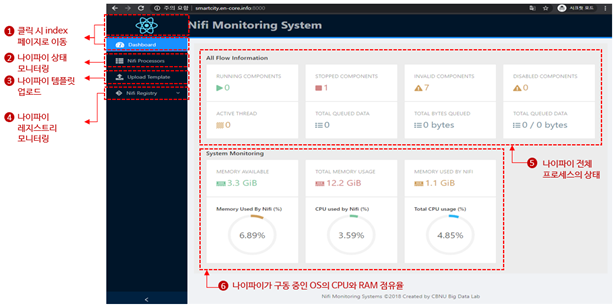 주의 요함 | smartcity.en-core.info:8000
시크릿 모드
Nifi Monitoring System
1 클릭 시 index
페이지로 이동
2 나이파이 상태
모니터링
3 나이파이 템플릿
업로드
4 나이파이
레지스트리
모니터링
Dashboard
Nifi Processors
Upload Template
Nifi Registry
All Flow Information
RUNNING COMPONENTS
0
STOPPED COMPONENTS
1
INVALID COMPONENTS
7
DISABLED COMPONENTS
0
ACTIVE THREAD
0
TOTAL QUEUED DATA
0
TOTAL BYTES QUEUED
0 bytes
TOTAL QUEUED DATA
0 / 0 bytes
5 나이파이 전체
프로세스의 상태
System Monitoring
MEMORY AVAILABLE
3.3 GiB
TOTAL MEMORY USAGE
12.2 GiB
MEMORY USED BY NIFI
1.1 GiB
Memory Used By Nifi (%)
6.89%
CPU used by Nifi (%)
3.59%
Total CPU usage (%)
4.85%
6 나이파이가 구동 중인 OS의 CPU와 RAM 점유율
Nifi Monitoring Systems ©2018 Created by CBNU Big Data Lab